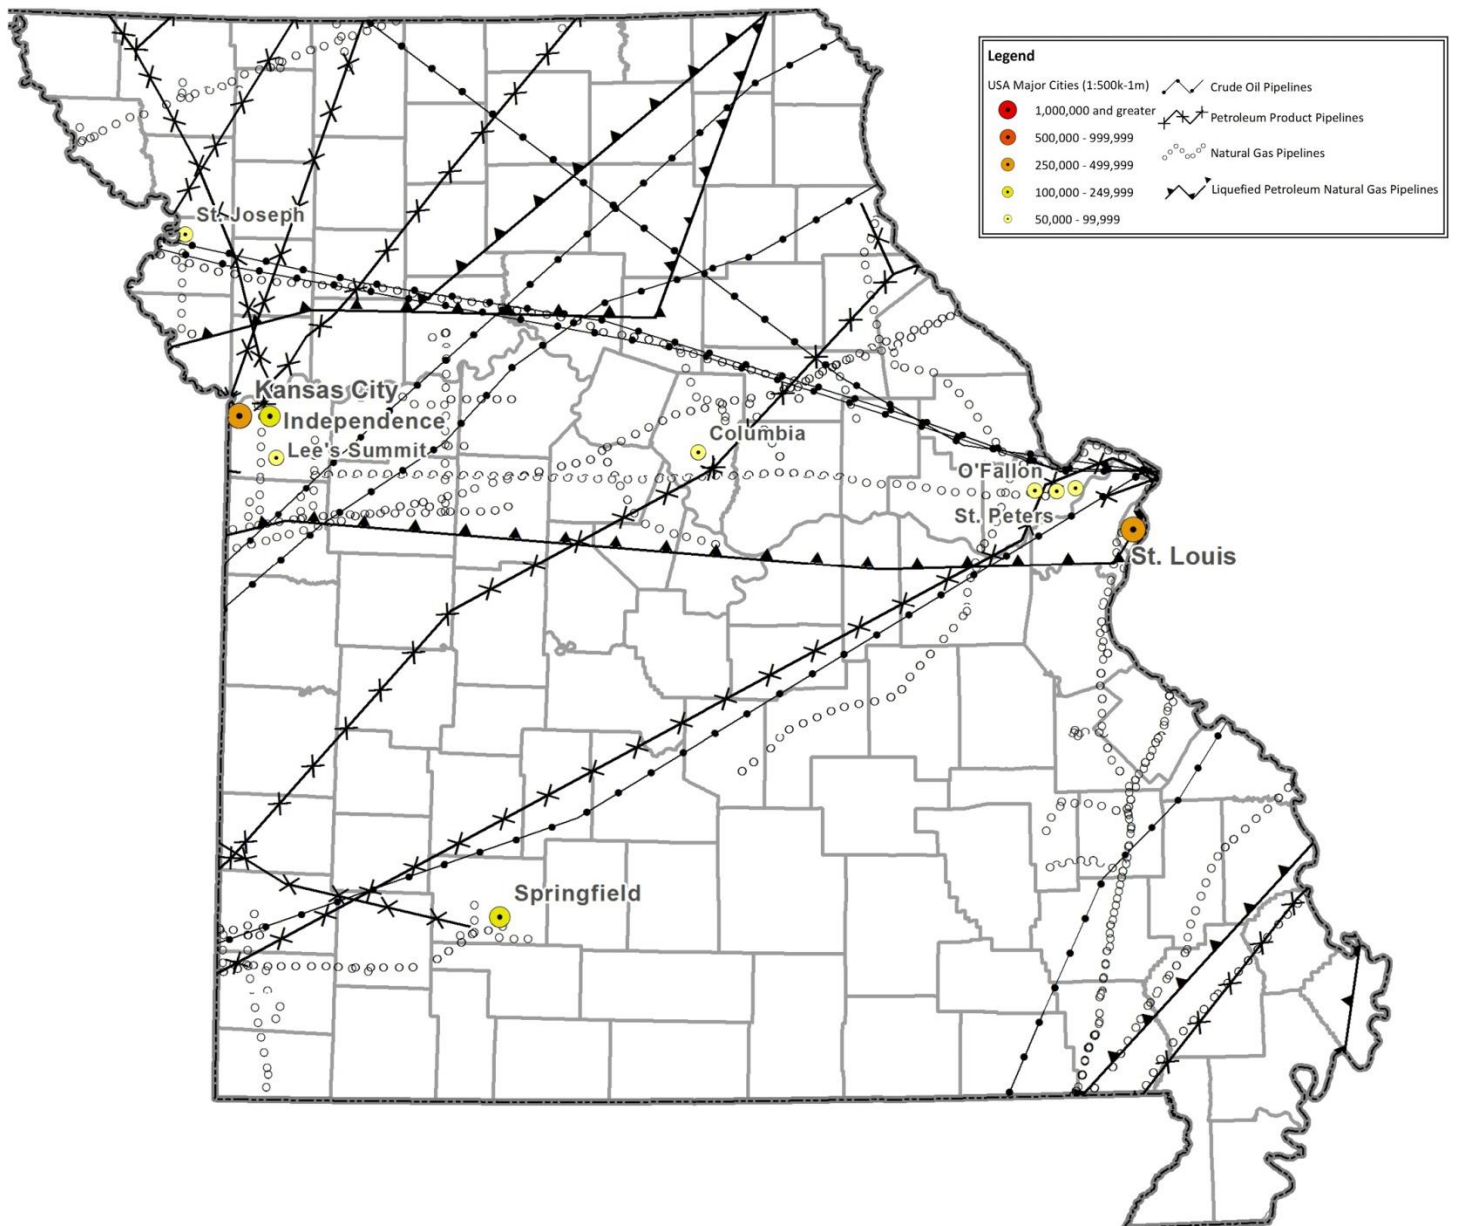 Legend
USA Major Cities (1:500k-1m)
1,000,000 and greater
500,000 - 999,999
250,000 - 499,999
100,000 - 249,999
50,000 - 99,999
Crude Oil Pipelines
Petroleum Product Pipelines
Natural Gas Pipelines
Liquefied Petroleum Natural Gas Pipelines
St. Joseph
Kansas City
Independence
Lee's Summit
Columbia
O'Fallon
St. Peters
St. Louis
Springfield